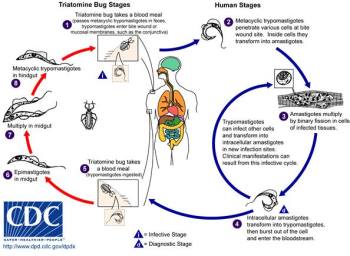 Triatomine Bug Stages
Human Stages
1
Triatomine bug takes a blood meal
(passes metacyclic trypomastigotes in feces,
trypomastigotes enter bite wound or
mucosal membranes, such as the conjunctiva)
i
2
Metacyclic trypomastigotes
penetrate various cells at bite
wound site. Inside cells they
transform into amastigotes.
3
Amastigotes multiply
by binary fission in cells
of infected tissues.
Trypomastigotes
can infect other cells
and transform into
intracellular amastigotes
in new infection sites.
Clinical manifestations can
result from this infective cycle.
d
4
Intracellular amastigotes
transform into trypomastigotes,
then burst out of the cell
and enter the bloodstream.
5
Triatomine bug takes
a blood meal
(trypomastigotes ingested)
6
Epimastigotes
in midgut
7
Multiply in midgut
8
Metacyclic trypomastigotes
in hindgut
i = Infective Stage
d = Diagnostic Stage
CDC
SAFER·HEALTHIER·PEOPLE™
http://www.dpd.cdc.gov/dpdx